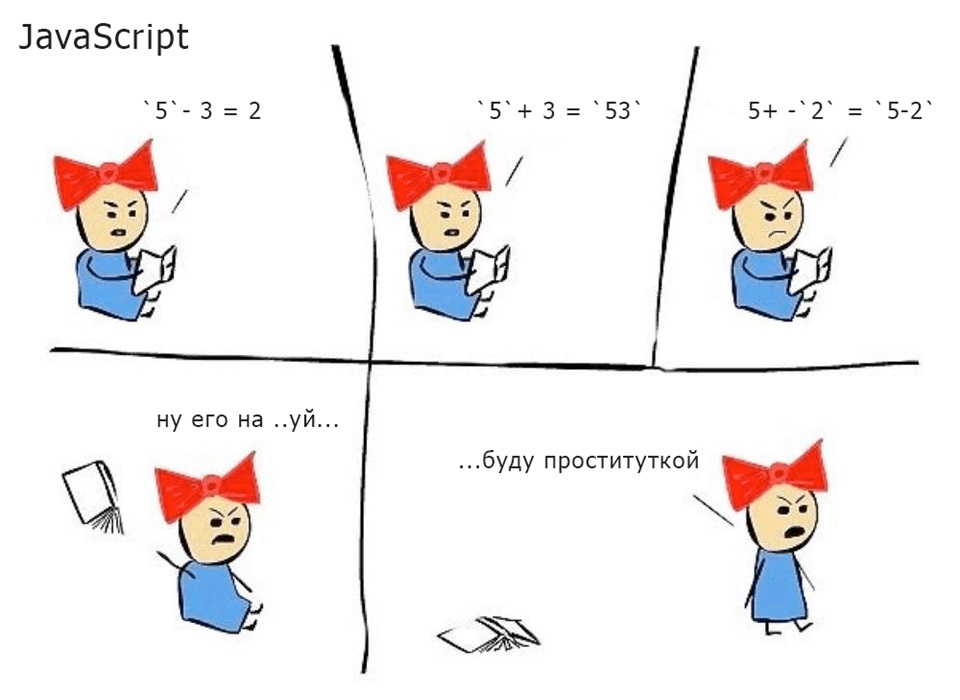 JavaScript
`5`- 3 = 2
`5`+ 3 = `53`
5+ -`2` = `5-2`
ну его на ..уй...
...буду проституткой